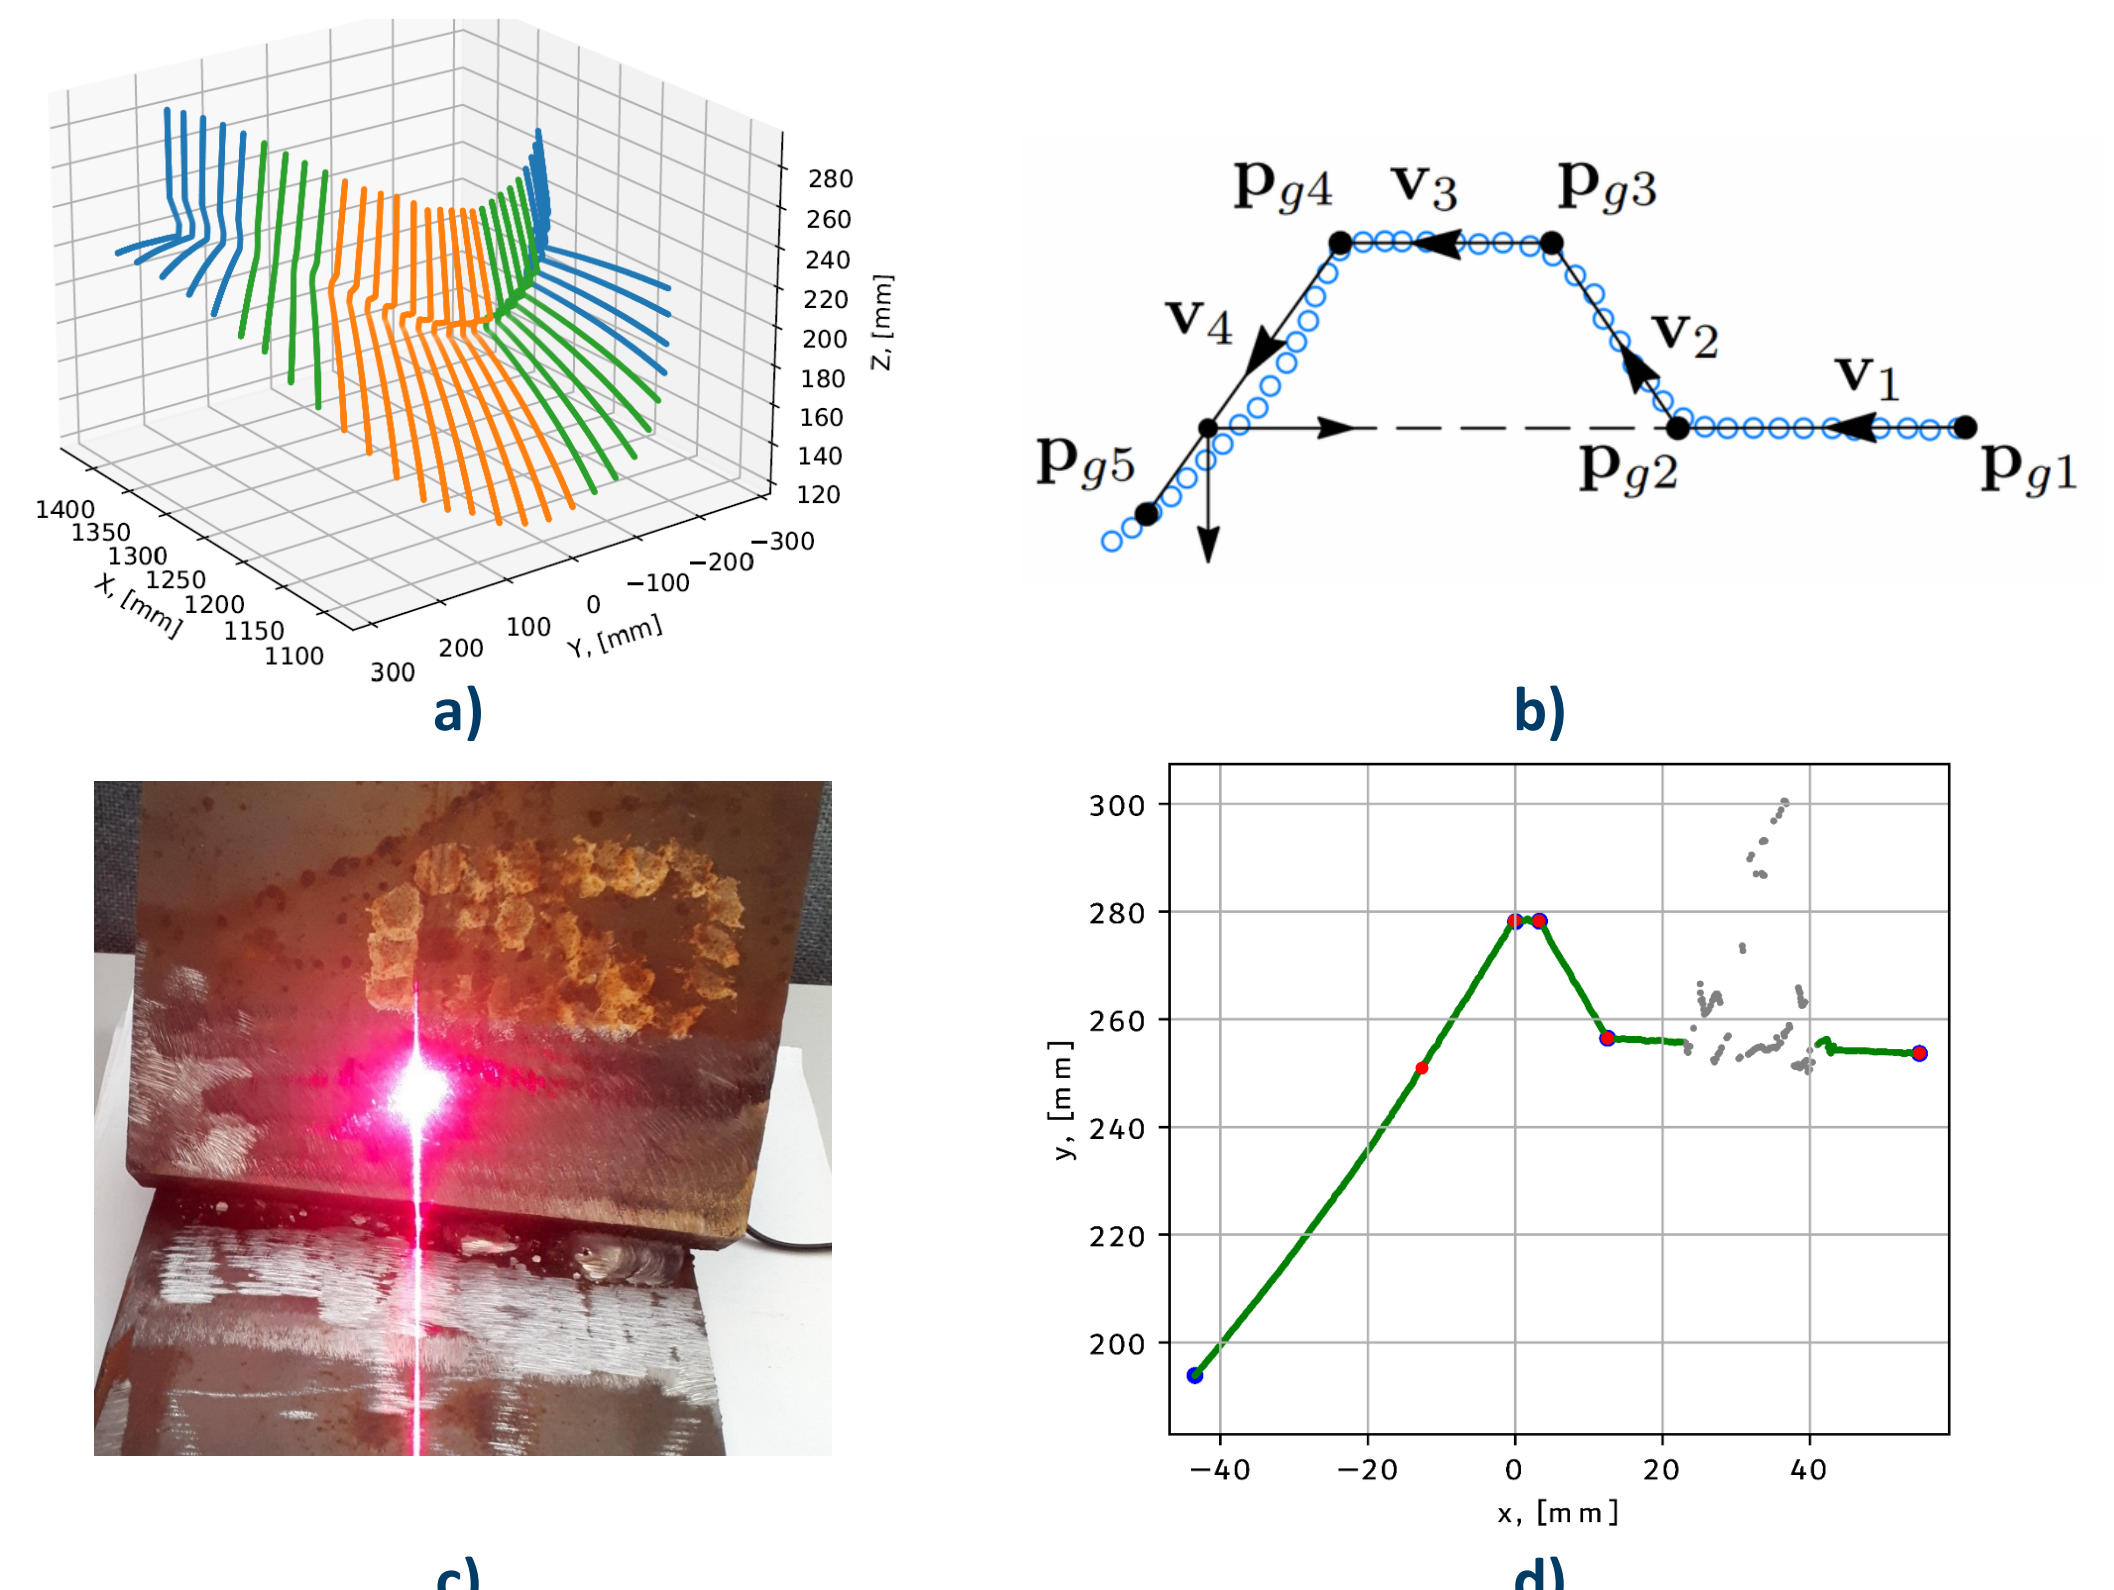 280
260
240
220
200
180
160
140
120
Z, [mm]
1400
1350
1300
1250
1200
1150
1100
X, [mm]
300
200
100
0
−100
−200
−300
Y, [mm]
a)
p_g4 v_3 p_g3
v_4 v_2
v_1
p_g5 p_g2 p_g1
b)
c)
300
280
260
240
220
200
y, [mm]
−40 −20 0 20 40
x, [mm]
d)